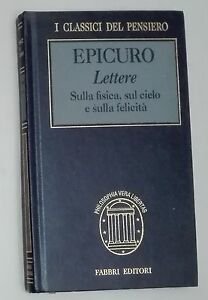 I CLASSICI DEL PENSIERO
EPICURO
Lettere
Sulla fisica, sul cielo
e sulla felicità
PHILOSOPHIA VERA LIBERTAS
FABBRI EDITORI